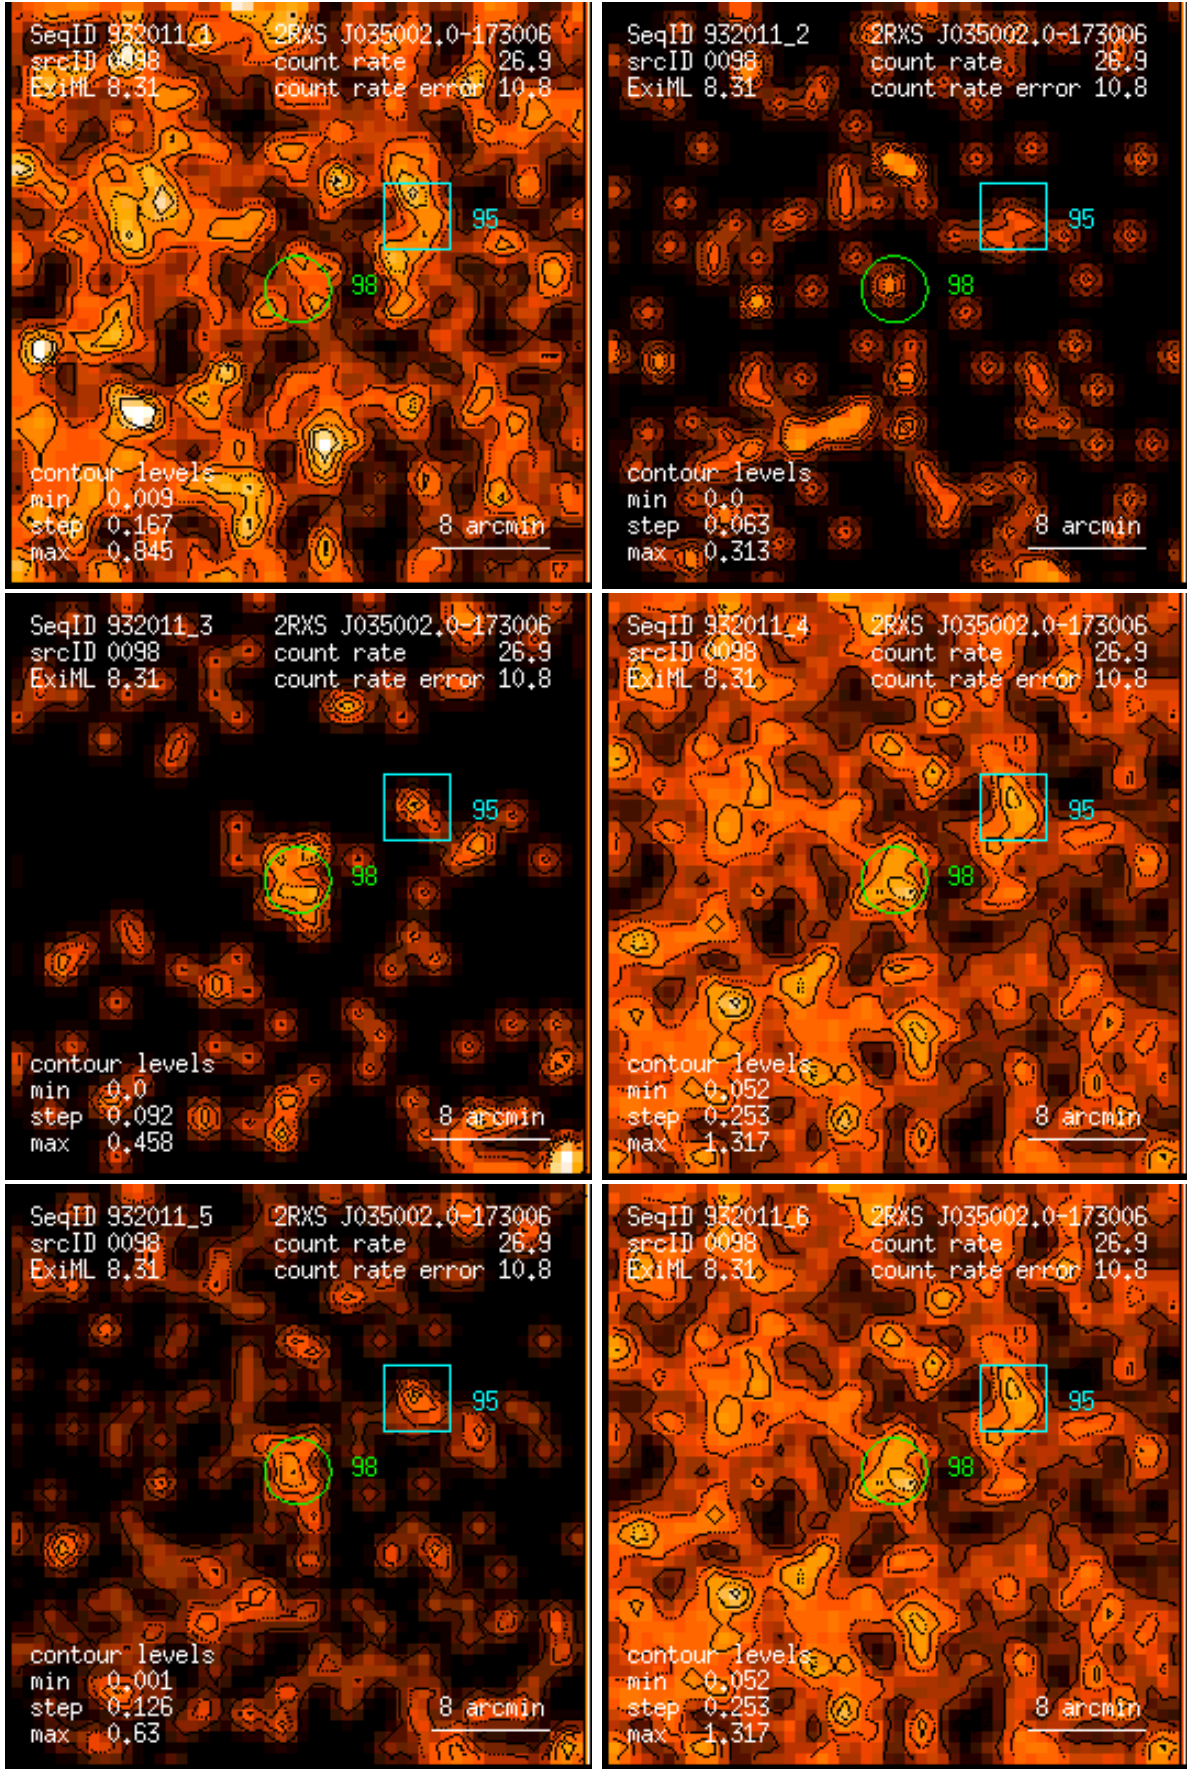 SeqID 932011_1 2RXS J035002.0-173006
srcID 0098 count rate 26.9
ExiML 8.31 count rate error 10.8
95
98
contour levels
min 0.009
step 0.167 8 arcmin
max 0.845
SeqID 932011_2 2RXS J035002.0-173006
srcID 0098 count rate 26.9
ExiML 8.31 count rate error 10.8
95
98
contour levels
min 0.0
step 0.063 8 arcmin
max 0.313
SeqID 932011_3 2RXS J035002.0-173006
srcID 0098 count rate 26.9
ExiML 8.31 count rate error 10.8
95
98
contour levels
min 0.0
step 0.092 8 arcmin
max 0.458
SeqID 932011_4 2RXS J035002.0-173006
srcID 0098 count rate 26.9
ExiML 8.31 count rate error 10.8
95
98
contour levels
min 0.052
step 0.253 8 arcmin
max 1.317
SeqID 932011_5 2RXS J035002.0-173006
srcID 0098 count rate 26.9
ExiML 8.31 count rate error 10.8
95
98
contour levels
min 0.001
step 0.126 8 arcmin
max 0.63
SeqID 932011_6 2RXS J035002.0-173006
srcID 0098 count rate 26.9
ExiML 8.31 count rate error 10.8
95
98
contour levels
min 0.052
step 0.253 8 arcmin
max 1.317